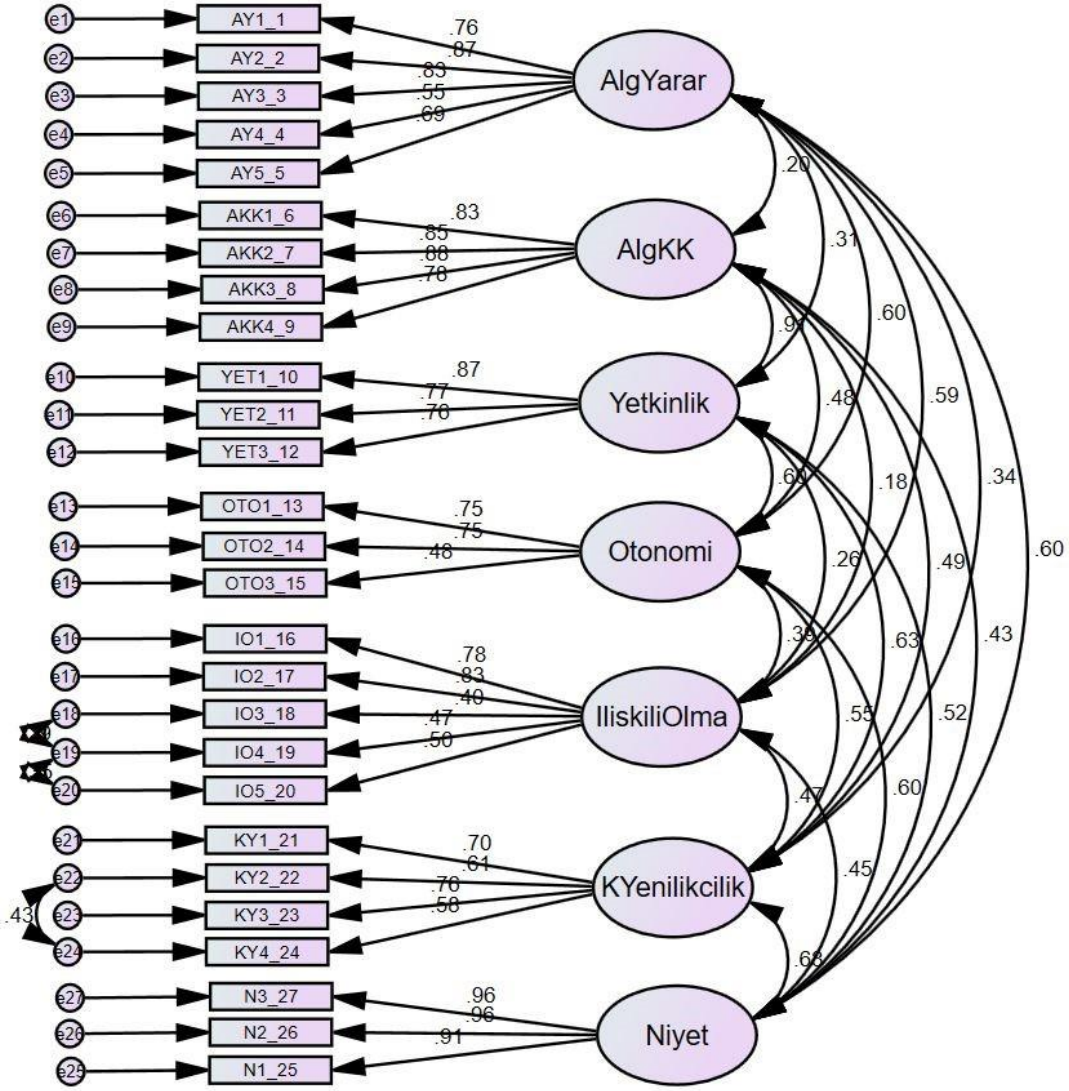 e1 AY1_1
.76
e2 AY2_2
.87
AlgYarar
e3 AY3_3
.83
.55
e4 AY4_4
.69
e5 AY5_5
.20
e6 AKK1_6
.83
e7 AKK2_7
.85
AlgKK
.31
.88
e8 AKK3_8
.78
e9 AKK4_9
.60
e10 YET1_10
.87
.77
Yetkinlik
.48
.59
e11 YET2_11
e12 YET3_12
.18
.34
e13 OTO1_13
.75
.75
e14 OTO2_14
Otonomi
.48
e15 OTO3_15
.26
.49
.60
e16 IO1_16
.78
.63
.43
e17 IO2_17
.83
.40
e18 IO3_18
.47
IliskiliOlma
.55
.52
e19 IO4_19
.50
e20 IO5_20
.47
.60
e21 KY1_21
.70
.61
e22 KY2_22
KYenilikcilik
.45
.43
e23 KY3_23
.58
e24 KY4_24
.68
e27 N3_27
.96
.96
e26 N2_26
.91
Niyet
e25 N1_25